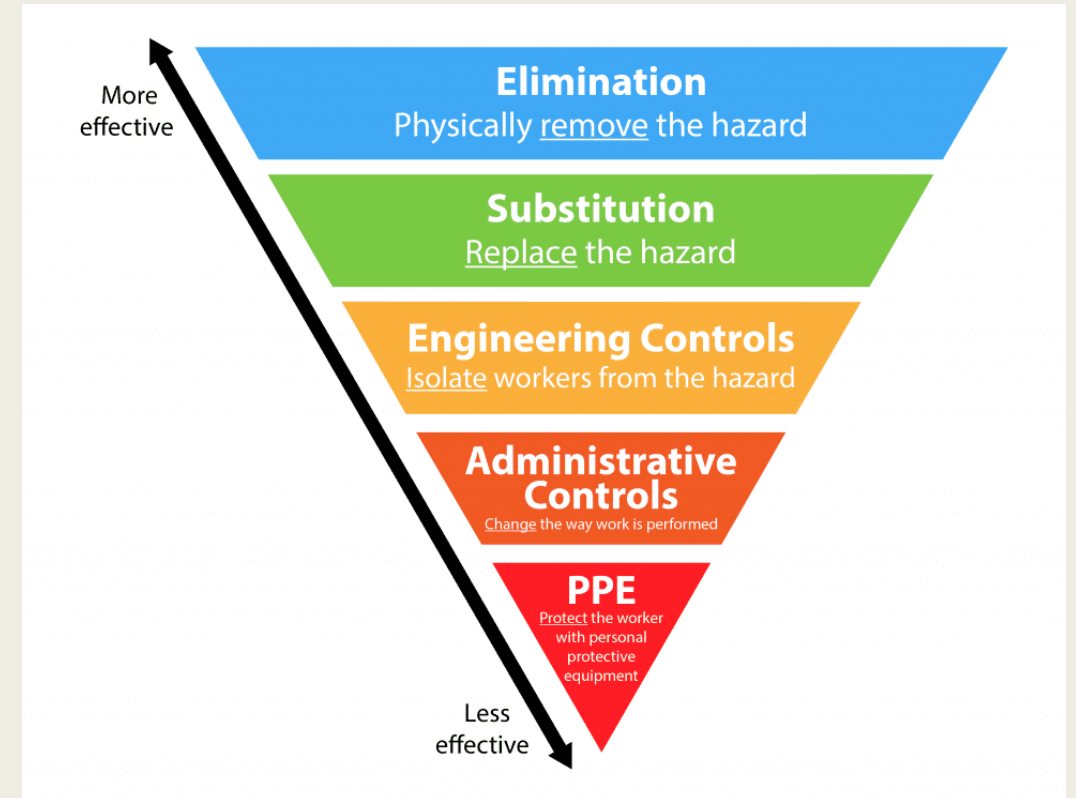 More
effective
Elimination
Physically remove the hazard
Substitution
Replace the hazard
Engineering Controls
Isolate workers from the hazard
Administrative
Controls
Change the way work is performed
PPE
Protect the worker
with personal
protective
equipment
Less
effective